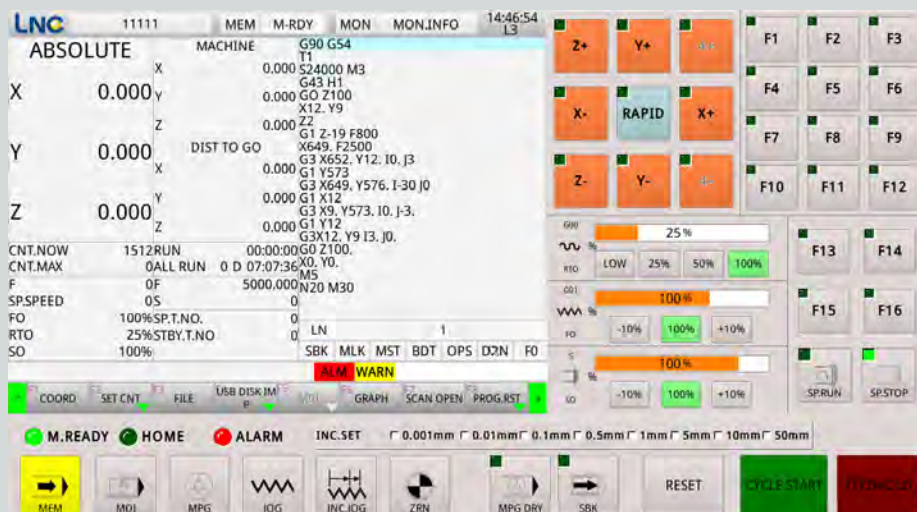 LNC 11111 MEM M-RDY MON MON.INFO 14:46:54
L3
ABSOLUTE MACHINE
X 0.000
Y 0.000
Z 0.000
X 0.000
Y 0.000
Z 0.000
DIST TO GO
X 0.000
Y 0.000
Z 0.000
G90 G54
T1
S24000 M3
G43 H1
G0 Z100
X12. Y9
Z2
G1 Z-19 F800
X649. F2500
G3 X652. Y12. I0. J3
G1 Y573
G3 X649. Y576. I-30 J0
G1 X12
G3 X9. Y573. I0. J-3.
G1 Y12
G3X12. Y9 I3. J0.
G0 Z100.
X0. Y0.
M5
N20 M30
CNT.NOW 1512 RUN 00:00:00
CNT.MAX 0 ALL RUN 0 D 07:07:36
F 0 F 5000.000
SP.SPEED 0 S 0
FO 100% SP.T.NO. 0
RTO 25% STBY.T.NO 0
SO 100%
LN 1
SBK MLK MST BDT OPS D2N F0
ALM WARN
COORD SET CNT FILE USB DISK IM
P
MDI GRAPH SCAN OPEN PROG.RST
Z+ Y+
X- RAPID X+
Z- Y-
F1 F2 F3
F4 F5 F6
F7 F8 F9
F10 F11 F12
F13 F14
F15 F16
SP.RUN SP.STOP
G00 % RTO
25 %
LOW 25% 50% 100%
G01 % FO
100 %
-10% 100% +10%
S % SO
100 %
-10% 100% +10%
M.READY HOME ALARM INC.SET 0.001mm 0.01mm 0.1mm 0.5mm 1mm 5mm 10mm 50mm
MEM MDI MPG JOG INC.JOG ZRN MPG DRY SBK RESET CYCLE START